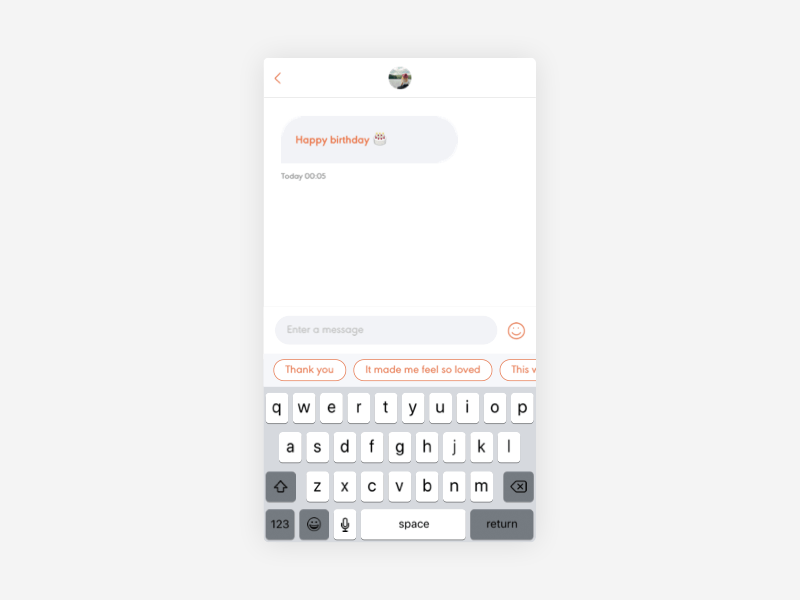 Happy birthday 🎂
Today 00:05
Enter a message
Thank you
It made me feel so loved
This
q w e r t y u i o p
a s d f g h j k l
z x c v b n m
123 space return